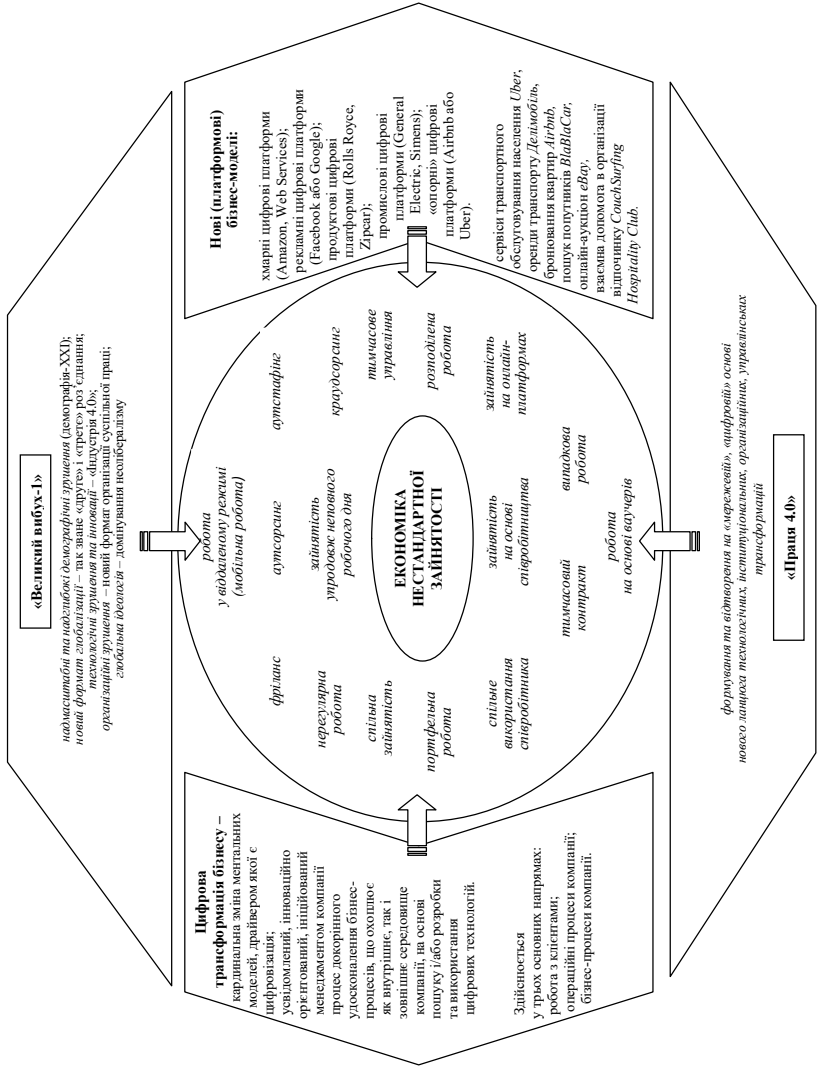 «Великий вибух-1»
надмасштабні та надглибокі демографічні зрушення (демографія-ХХІ);
новий формат глобалізації – так зване «друге» і «третє» роз'єднання;
технологічні зрушення та інновації – «Індустрія 4.0»;
організаційні зрушення – новий формат організації суспільної праці;
глобальна ідеологія – домінування неолібералізму
Цифрова
трансформація бізнесу –
кардинальна зміна ментальних
моделей, драйвером якої є
цифровізація;
усвідомлений, інноваційно
орієнтований, ініційований
менеджментом компанії
процес докорінного
удосконалення бізнес-
процесів, що охоплює
як внутрішнє, так і
зовнішнє середовище
компанії, на основі
пошуку і/або розробки
та використання
цифрових технологій.
Здійснюється
у трьох основних напрямах:
робота з клієнтами;
операційні процеси компанії;
бізнес-процеси компанії.
робота
у віддаленому режимі
(мобільна робота)
фріланс
аутсорсинг
аутстафінг
нерегулярна
робота
зайнятість
упродовж неповного
робочого дня
краудсорсинг
спільна
зайнятість
тимчасове
управління
ЕКОНОМІКА
НЕСТАНДАРТНОЇ
ЗАЙНЯТОСТІ
портфельна
робота
розподілена
робота
спільне
використання
співробітника
зайнятість
на основі
співробітництва
зайнятість
на онлайн-
платформах
тимчасовий
контракт
випадкова
робота
робота
на основі ваучерів
Нові (платформові)
бізнес-моделі:
хмарні цифрові платформи
(Amazon, Web Services);
рекламні цифрові платформи
(Facebook або Google);
продуктові цифрові
платформи (Rolls Royce,
Zipcar);
промислові цифрові
платформи (General
Electric, Simens);
«опорні» цифрові
платформи (Airbnb або
Uber).
сервіси транспортного
обслуговування населення Uber,
оренди транспорту Делімобіль,
бронювання квартир Airbnb,
пошук попутників BlaBlaCar,
онлайн-аукціон eBay,
взаємна допомога в організації
відпочинку CouchSurfing
Hospitality Club.
формування та відтворення на «мережевій», «цифровій» основі
нового ланцюга технологічних, інституціональних, організаційних, управлінських
трансформацій
«Праця 4.0»